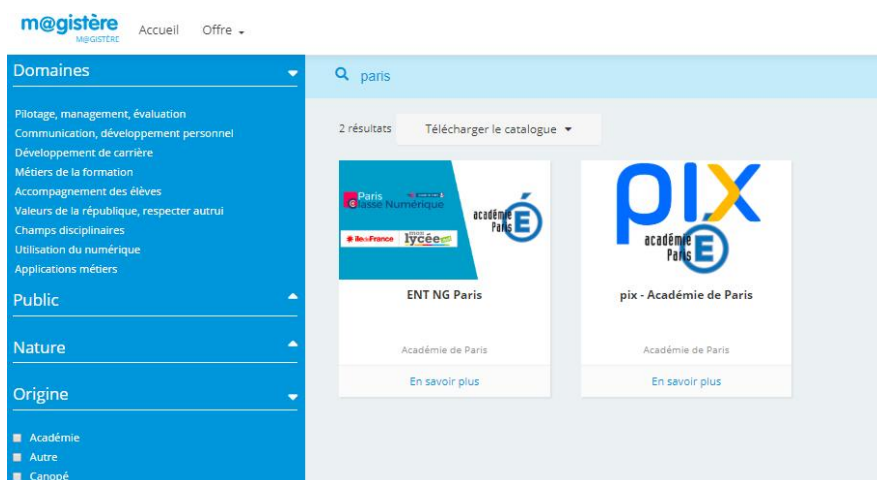 m@gistère
M@GISTÈRE
Accueil
Offre
Domaines
Pilotage, management, évaluation
Communication, développement personnel
Développement de carrière
Métiers de la formation
Accompagnement des élèves
Valeurs de la république, respecter autrui
Champs disciplinaires
Utilisation du numérique
Applications métiers
Public
Nature
Origine
Académie
Autre
Canopé
paris
2 résultats
Télécharger le catalogue
Paris
Classe Numérique
îledeFrance
mon
lycée
académie
Paris
ENT NG Paris
Académie de Paris
En savoir plus
pix
académie
Paris
pix - Académie de Paris
Académie de Paris
En savoir plus